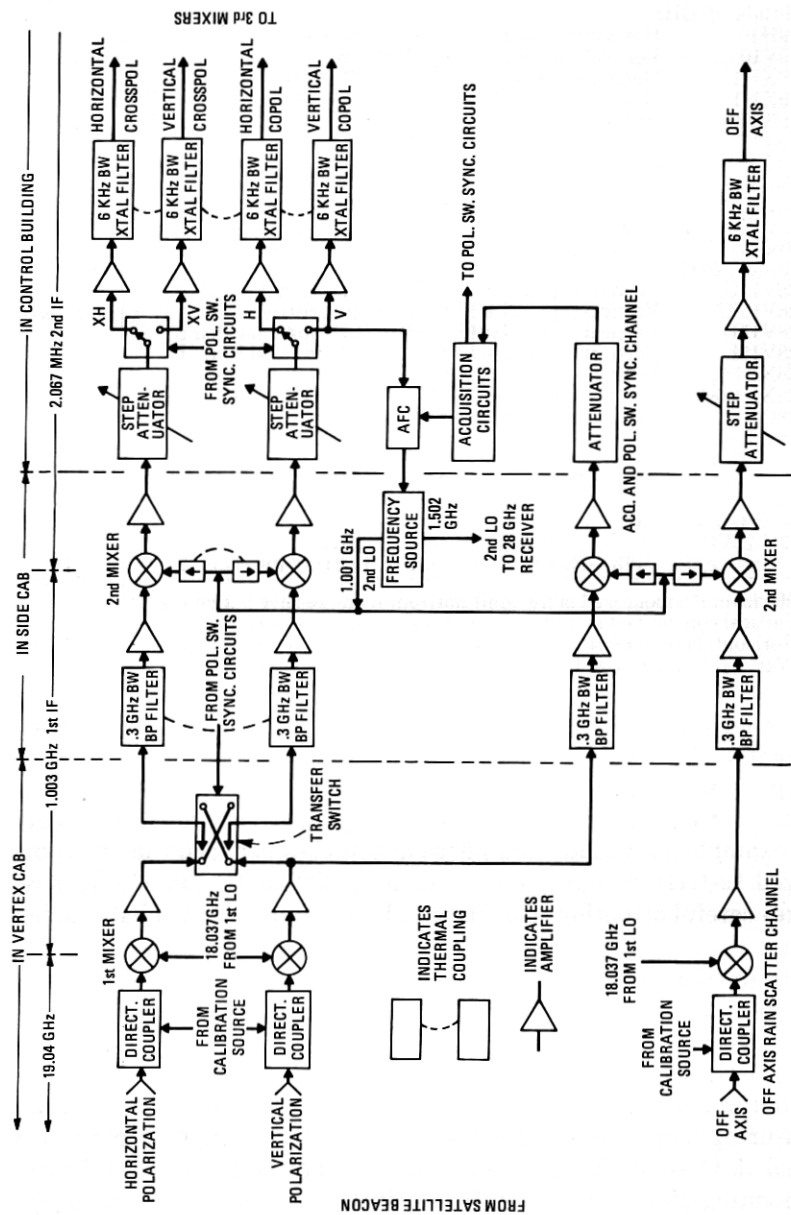 IN VERTEX CAB
IN SIDE CAB
IN CONTROL BUILDING
19.04 GHz
1.003 GHz 1st IF
2.067 MHz 2nd IF
FROM SATELLITE BEACON
TO 3rd MIXERS
HORIZONTAL
POLARIZATION
DIRECT.
COUPLER
1st MIXER
.3 GHz BW
BP FILTER
2nd MIXER
STEP
ATTEN-
UATOR
XH
XV
6 KHz BW
XTAL FILTER
HORIZONTAL
CROSSPOL
6 KHz BW
XTAL FILTER
VERTICAL
CROSSPOL
FROM
CALIBRATION
SOURCE
18.037GHz
FROM 1st LO
FROM POL. SW.
SYNC. CIRCUITS
FROM POL. SW.
SYNC. CIRCUITS
VERTICAL
POLARIZATION
DIRECT.
COUPLER
TRANSFER
SWITCH
.3 GHz BW
BP FILTER
STEP
ATTEN-
UATOR
H
V
6 KHz BW
XTAL FILTER
HORIZONTAL
COPOL
6 KHz BW
XTAL FILTER
VERTICAL
COPOL
1.001 GHz
2nd LO
FREQUENCY
SOURCE
1.502
GHz
2nd LO
TO 28 GHz
RECEIVER
AFC
ACQUISITION
CIRCUITS
TO POL. SW. SYNC. CIRCUITS
INDICATES
THERMAL
COUPLING
INDICATES
AMPLIFIER
.3 GHz BW
BP FILTER
ATTENUATOR
ACQ. AND POL. SW. SYNC. CHANNEL
FROM
CALIBRATION
SOURCE
18.037 GHz
FROM 1st LO
OFF
AXIS
DIRECT.
COUPLER
OFF AXIS RAIN SCATTER CHANNEL
.3 GHz BW
BP FILTER
2nd MIXER
STEP
ATTENUATOR
6 KHz BW
XTAL FILTER
OFF
AXIS